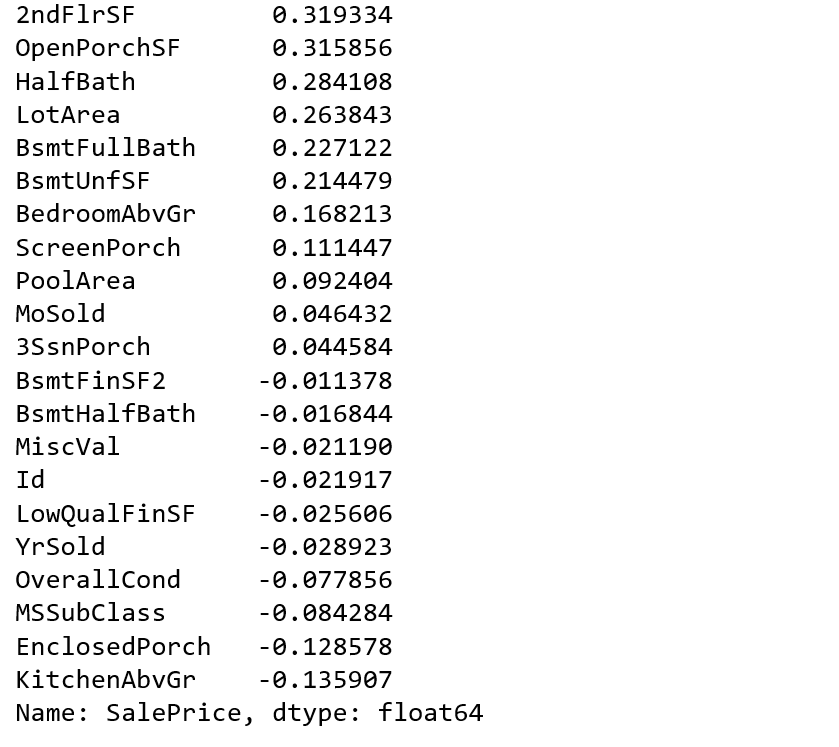 2ndFlrSF 0.319334
OpenPorchSF 0.315856
HalfBath 0.284108
LotArea 0.263843
BsmtFullBath 0.227122
BsmtUnfSF 0.214479
BedroomAbvGr 0.168213
ScreenPorch 0.111447
PoolArea 0.092404
MoSold 0.046432
3SsnPorch 0.044584
BsmtFinSF2 -0.011378
BsmtHalfBath -0.016844
MiscVal -0.021190
Id -0.021917
LowQualFinSF -0.025606
YrSold -0.028923
OverallCond -0.077856
MSSubClass -0.084284
EnclosedPorch -0.128578
KitchenAbvGr -0.135907
Name: SalePrice, dtype: float64